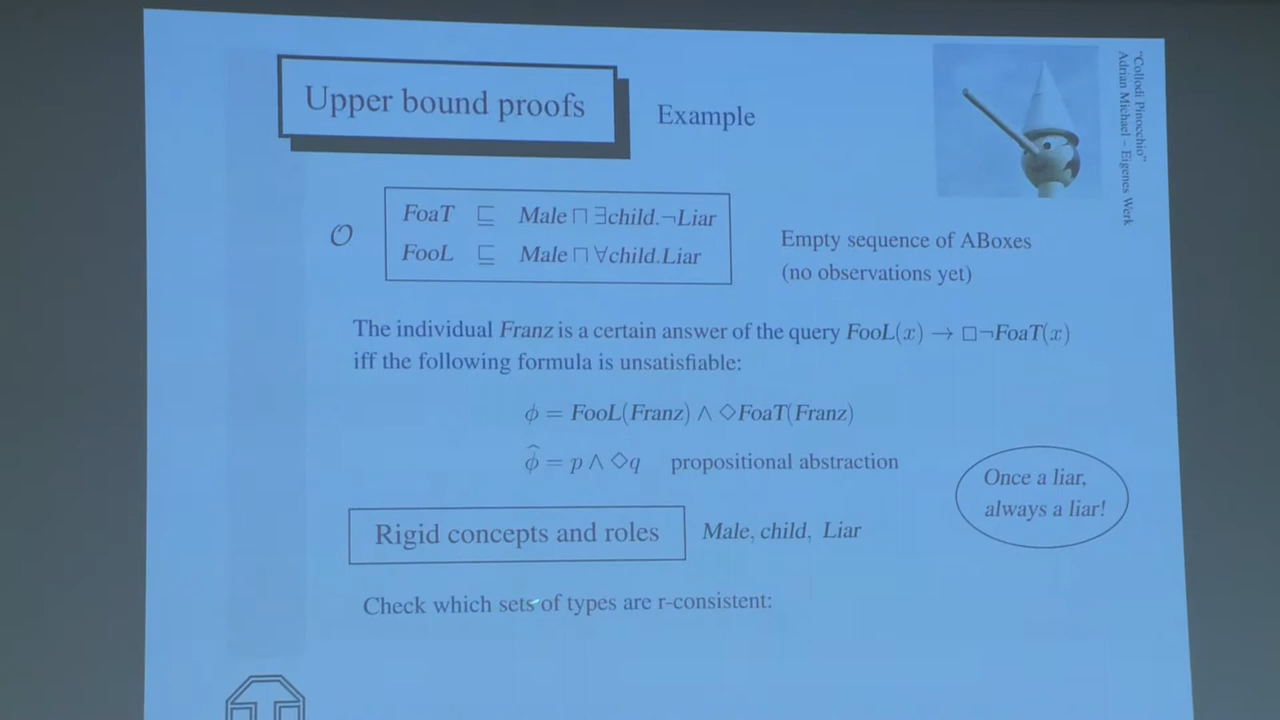 Upper bound proofs
Example
"Collodi Pinocchio"
Adrian Michael – Eigenes Werk
𝒪
FoaT ⊑ Male ⊓ ∃child.¬Liar
FooL ⊑ Male ⊓ ∀child.Liar
Empty sequence of ABoxes
(no observations yet)
The individual Franz is a certain answer of the query FooL(x) → □¬FoaT(x)
iff the following formula is unsatisfiable:
ϕ = FooL(Franz) ∧ ◇FoaT(Franz)
ϕ̂ = p ∧ ◇q propositional abstraction
Once a liar,
always a liar!
Rigid concepts and roles
Male, child, Liar
Check which sets of types are r-consistent: